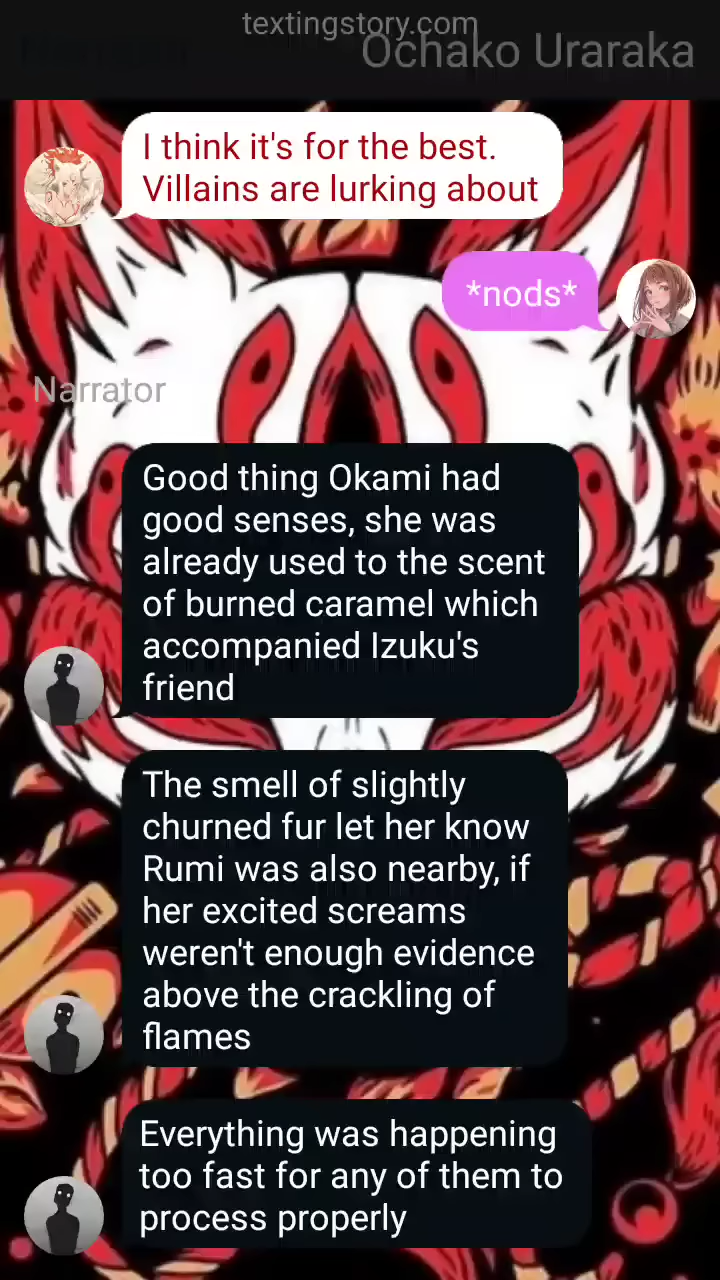 textingstory.com
Ochako Uraraka
I think it's for the best.
Villains are lurking about
*nods*
Narrator
Good thing Okami had
good senses, she was
already used to the scent
of burned caramel which
accompanied Izuku's
friend
The smell of slightly
churned fur let her know
Rumi was also nearby, if
her excited screams
weren't enough evidence
above the crackling of
flames
Everything was happening
too fast for any of them to
process properly